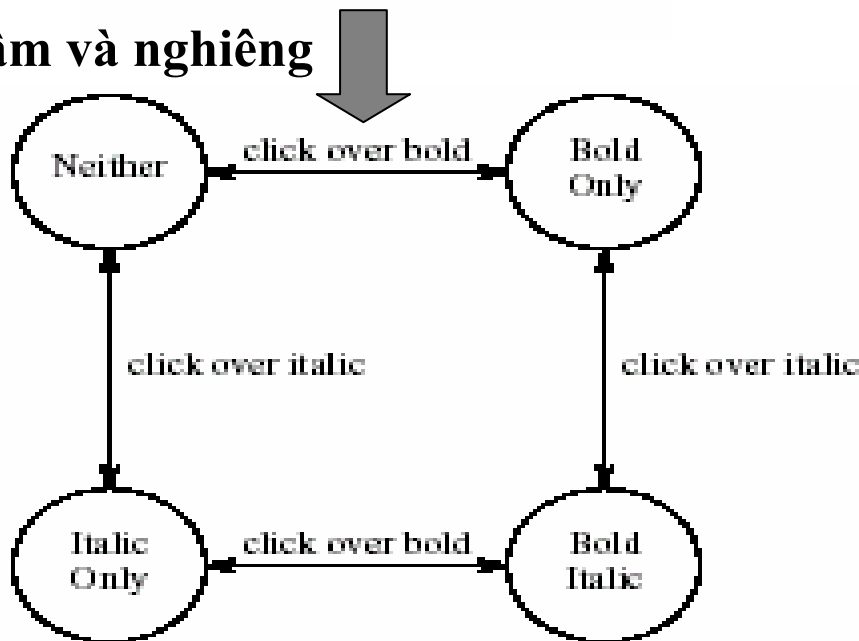 và nghiêng
Neither
click over bold
Bold
Only
click over italic
click over italic
Italic
Only
click over bold
Bold
Italic